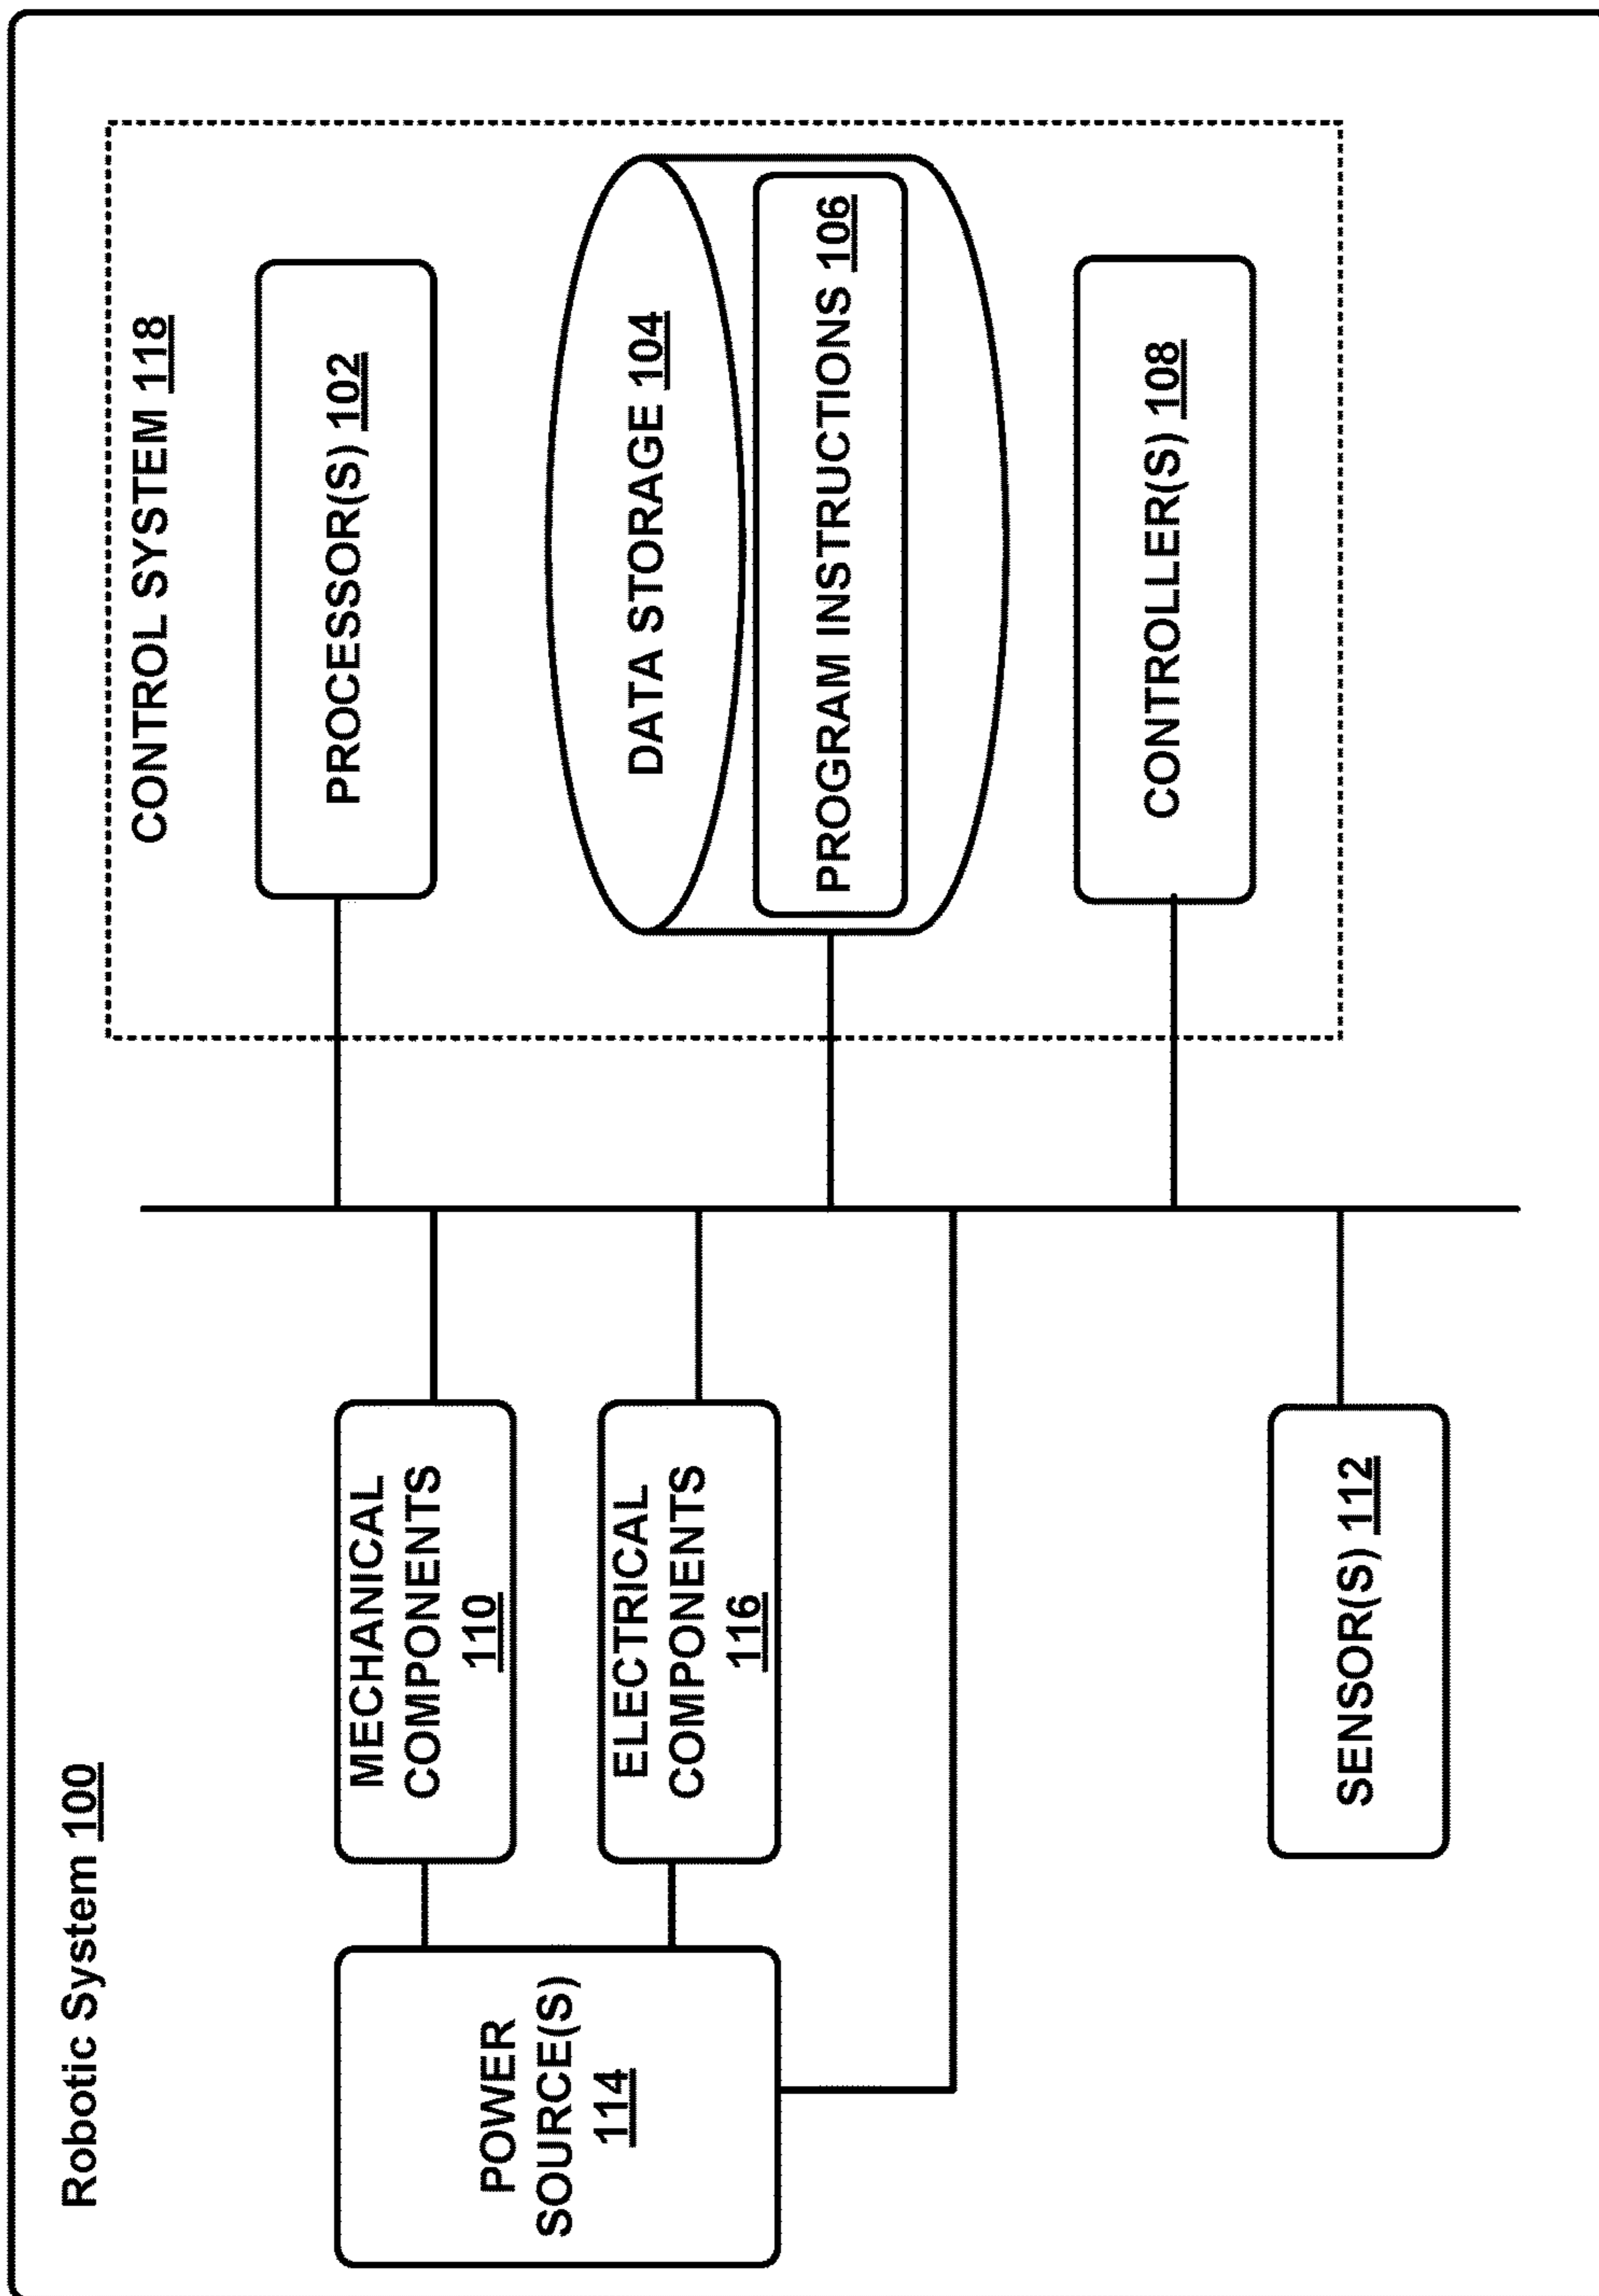 Robotic System 100
CONTROL SYSTEM 118
PROCESSOR(S) 102
DATA STORAGE 104
PROGRAM INSTRUCTIONS 106
CONTROLLER(S) 108
MECHANICAL
COMPONENTS
110
ELECTRICAL
COMPONENTS
116
POWER
SOURCE(S)
114
SENSOR(S) 112